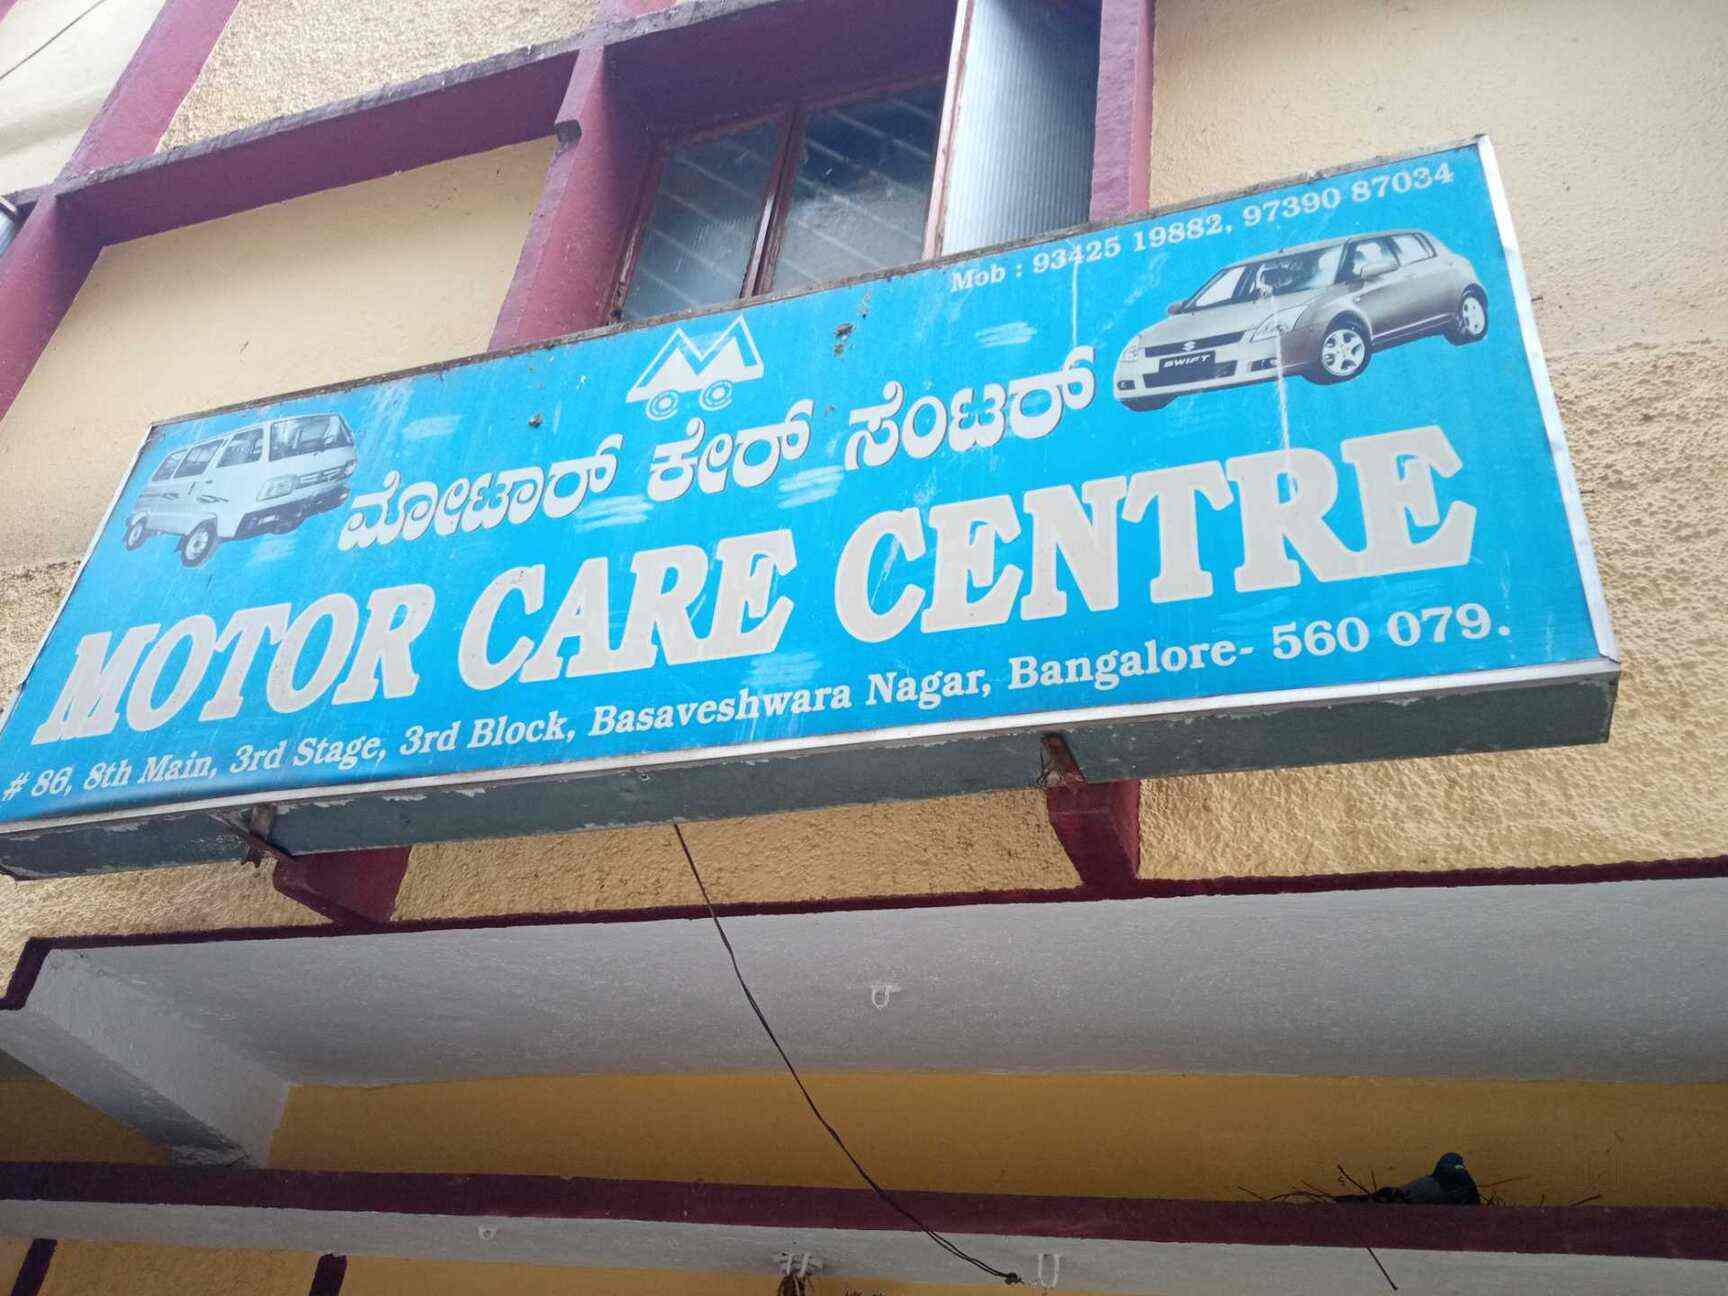 Mob : 93425 19882, 97390 87034
SWIFT
ಮೋಟಾರ್ ಕೇರ್ ಸೆಂಟರ್
MOTOR CARE CENTRE
# 86, 8th Main, 3rd Stage, 3rd Block, Basaveshwara Nagar, Bangalore- 560 079.